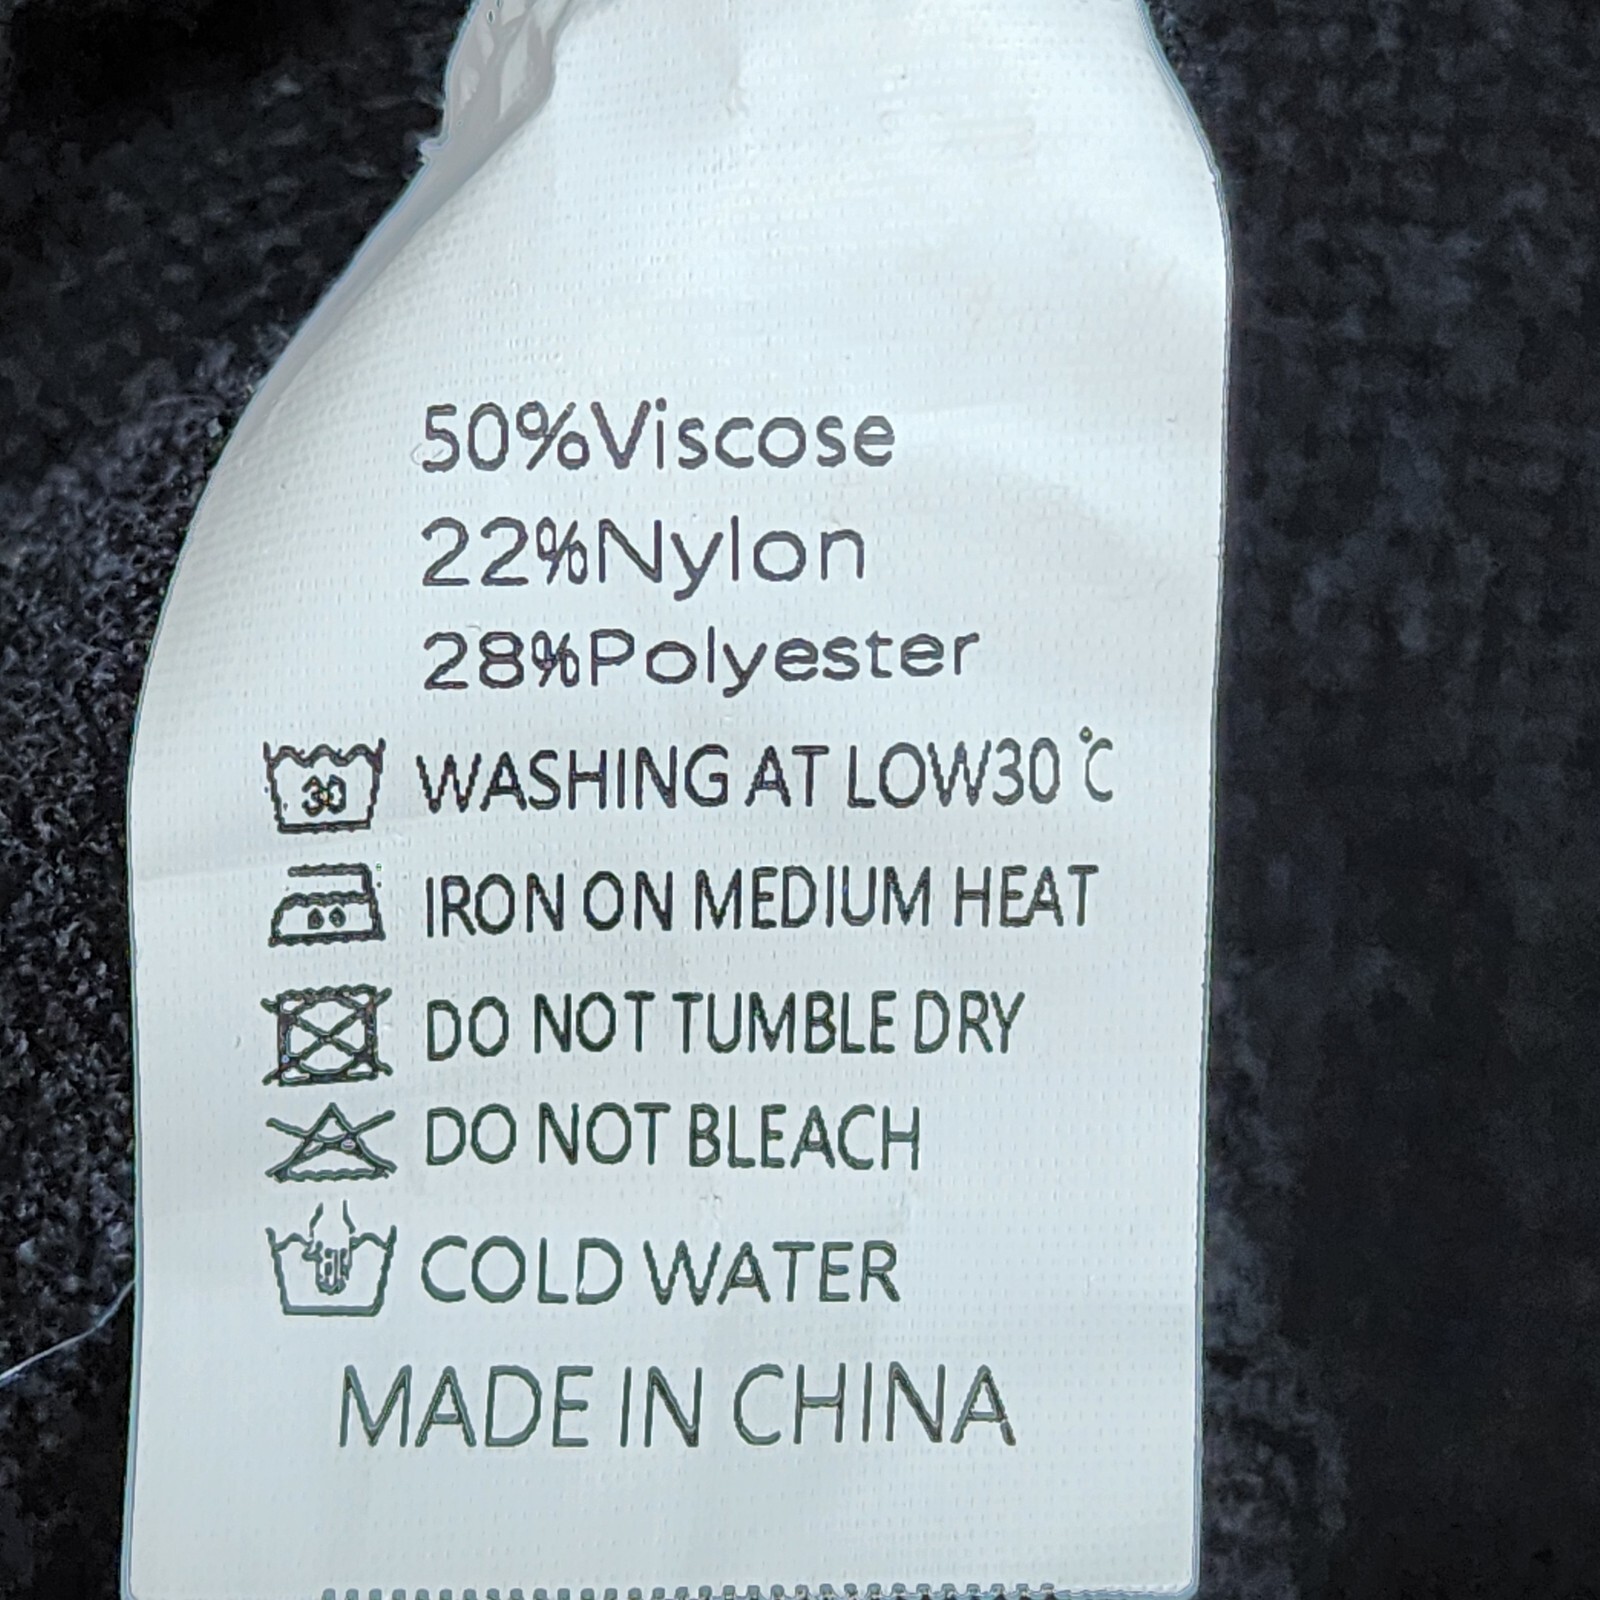 50%Viscose
22%Nylon
28%Polyester
30 WASHING AT LOW30℃
IRON ON MEDIUM HEAT
DO NOT TUMBLE DRY
DO NOT BLEACH
COLD WATER
MADE IN CHINA